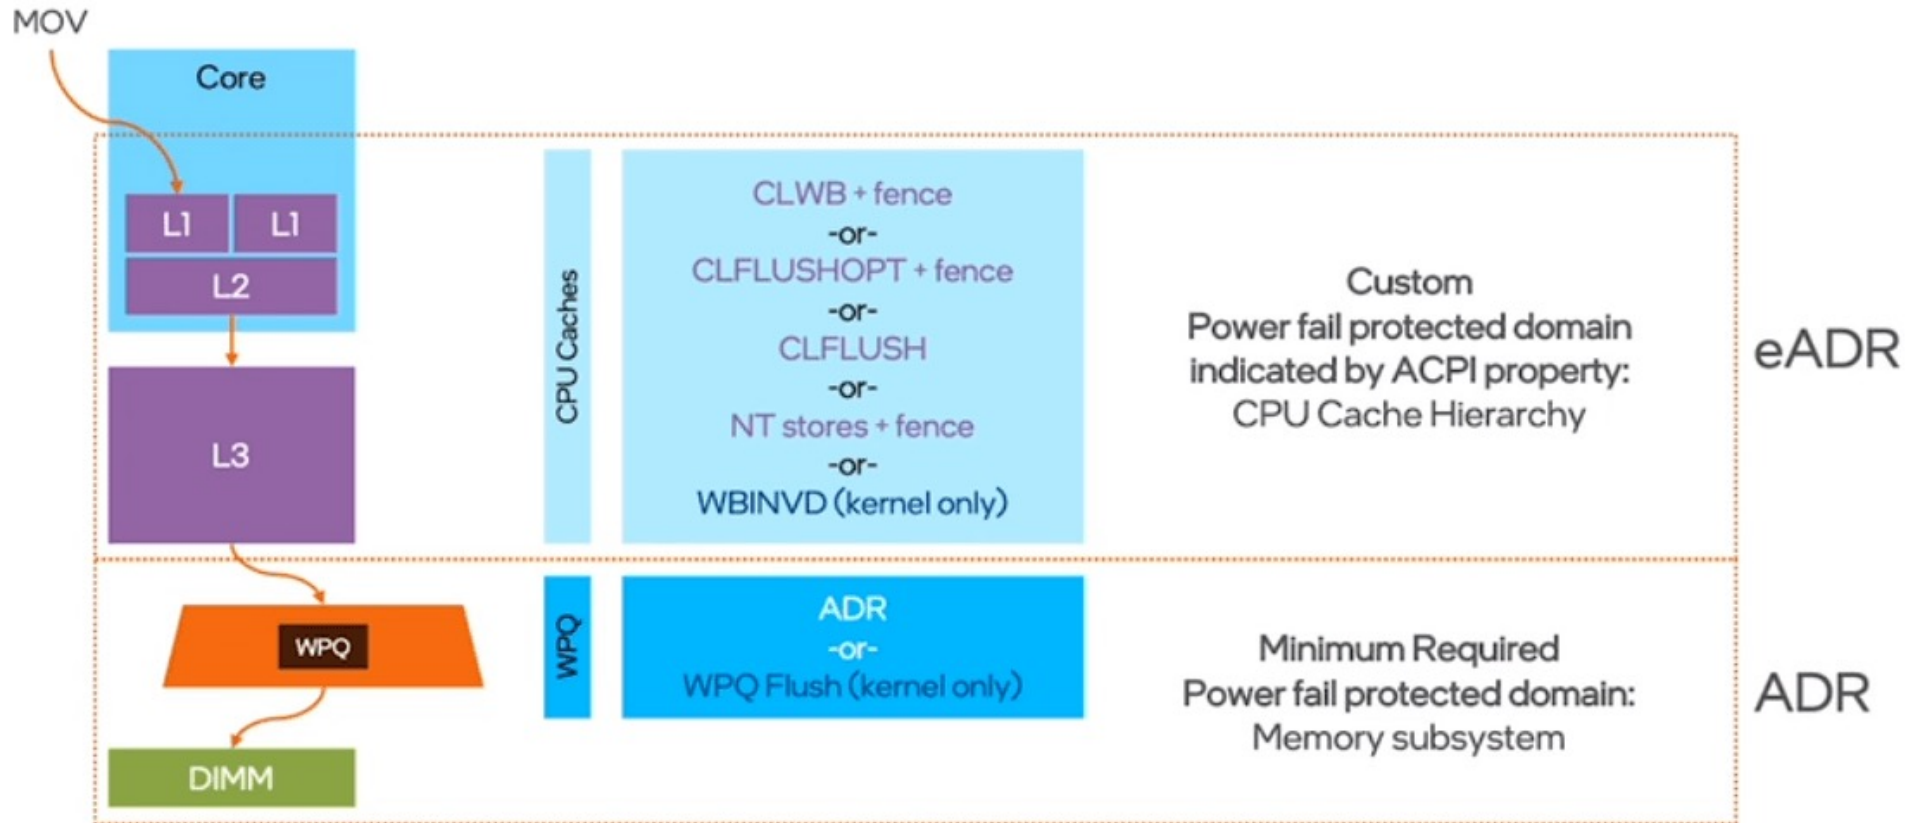 MOV
Core
L1
L1
L2
L3
WPQ
DIMM
CPU Caches
CLWB + fence
-or-
CLFLUSHOPT + fence
-or-
CLFLUSH
-or-
NT stores + fence
-or-
WBINVD (kernel only)
WPQ
ADR
-or-
WPQ Flush (kernel only)
Custom
Power fail protected domain
indicated by ACPI property:
CPU Cache Hierarchy
eADR
Minimum Required
Power fail protected domain:
Memory subsystem
ADR